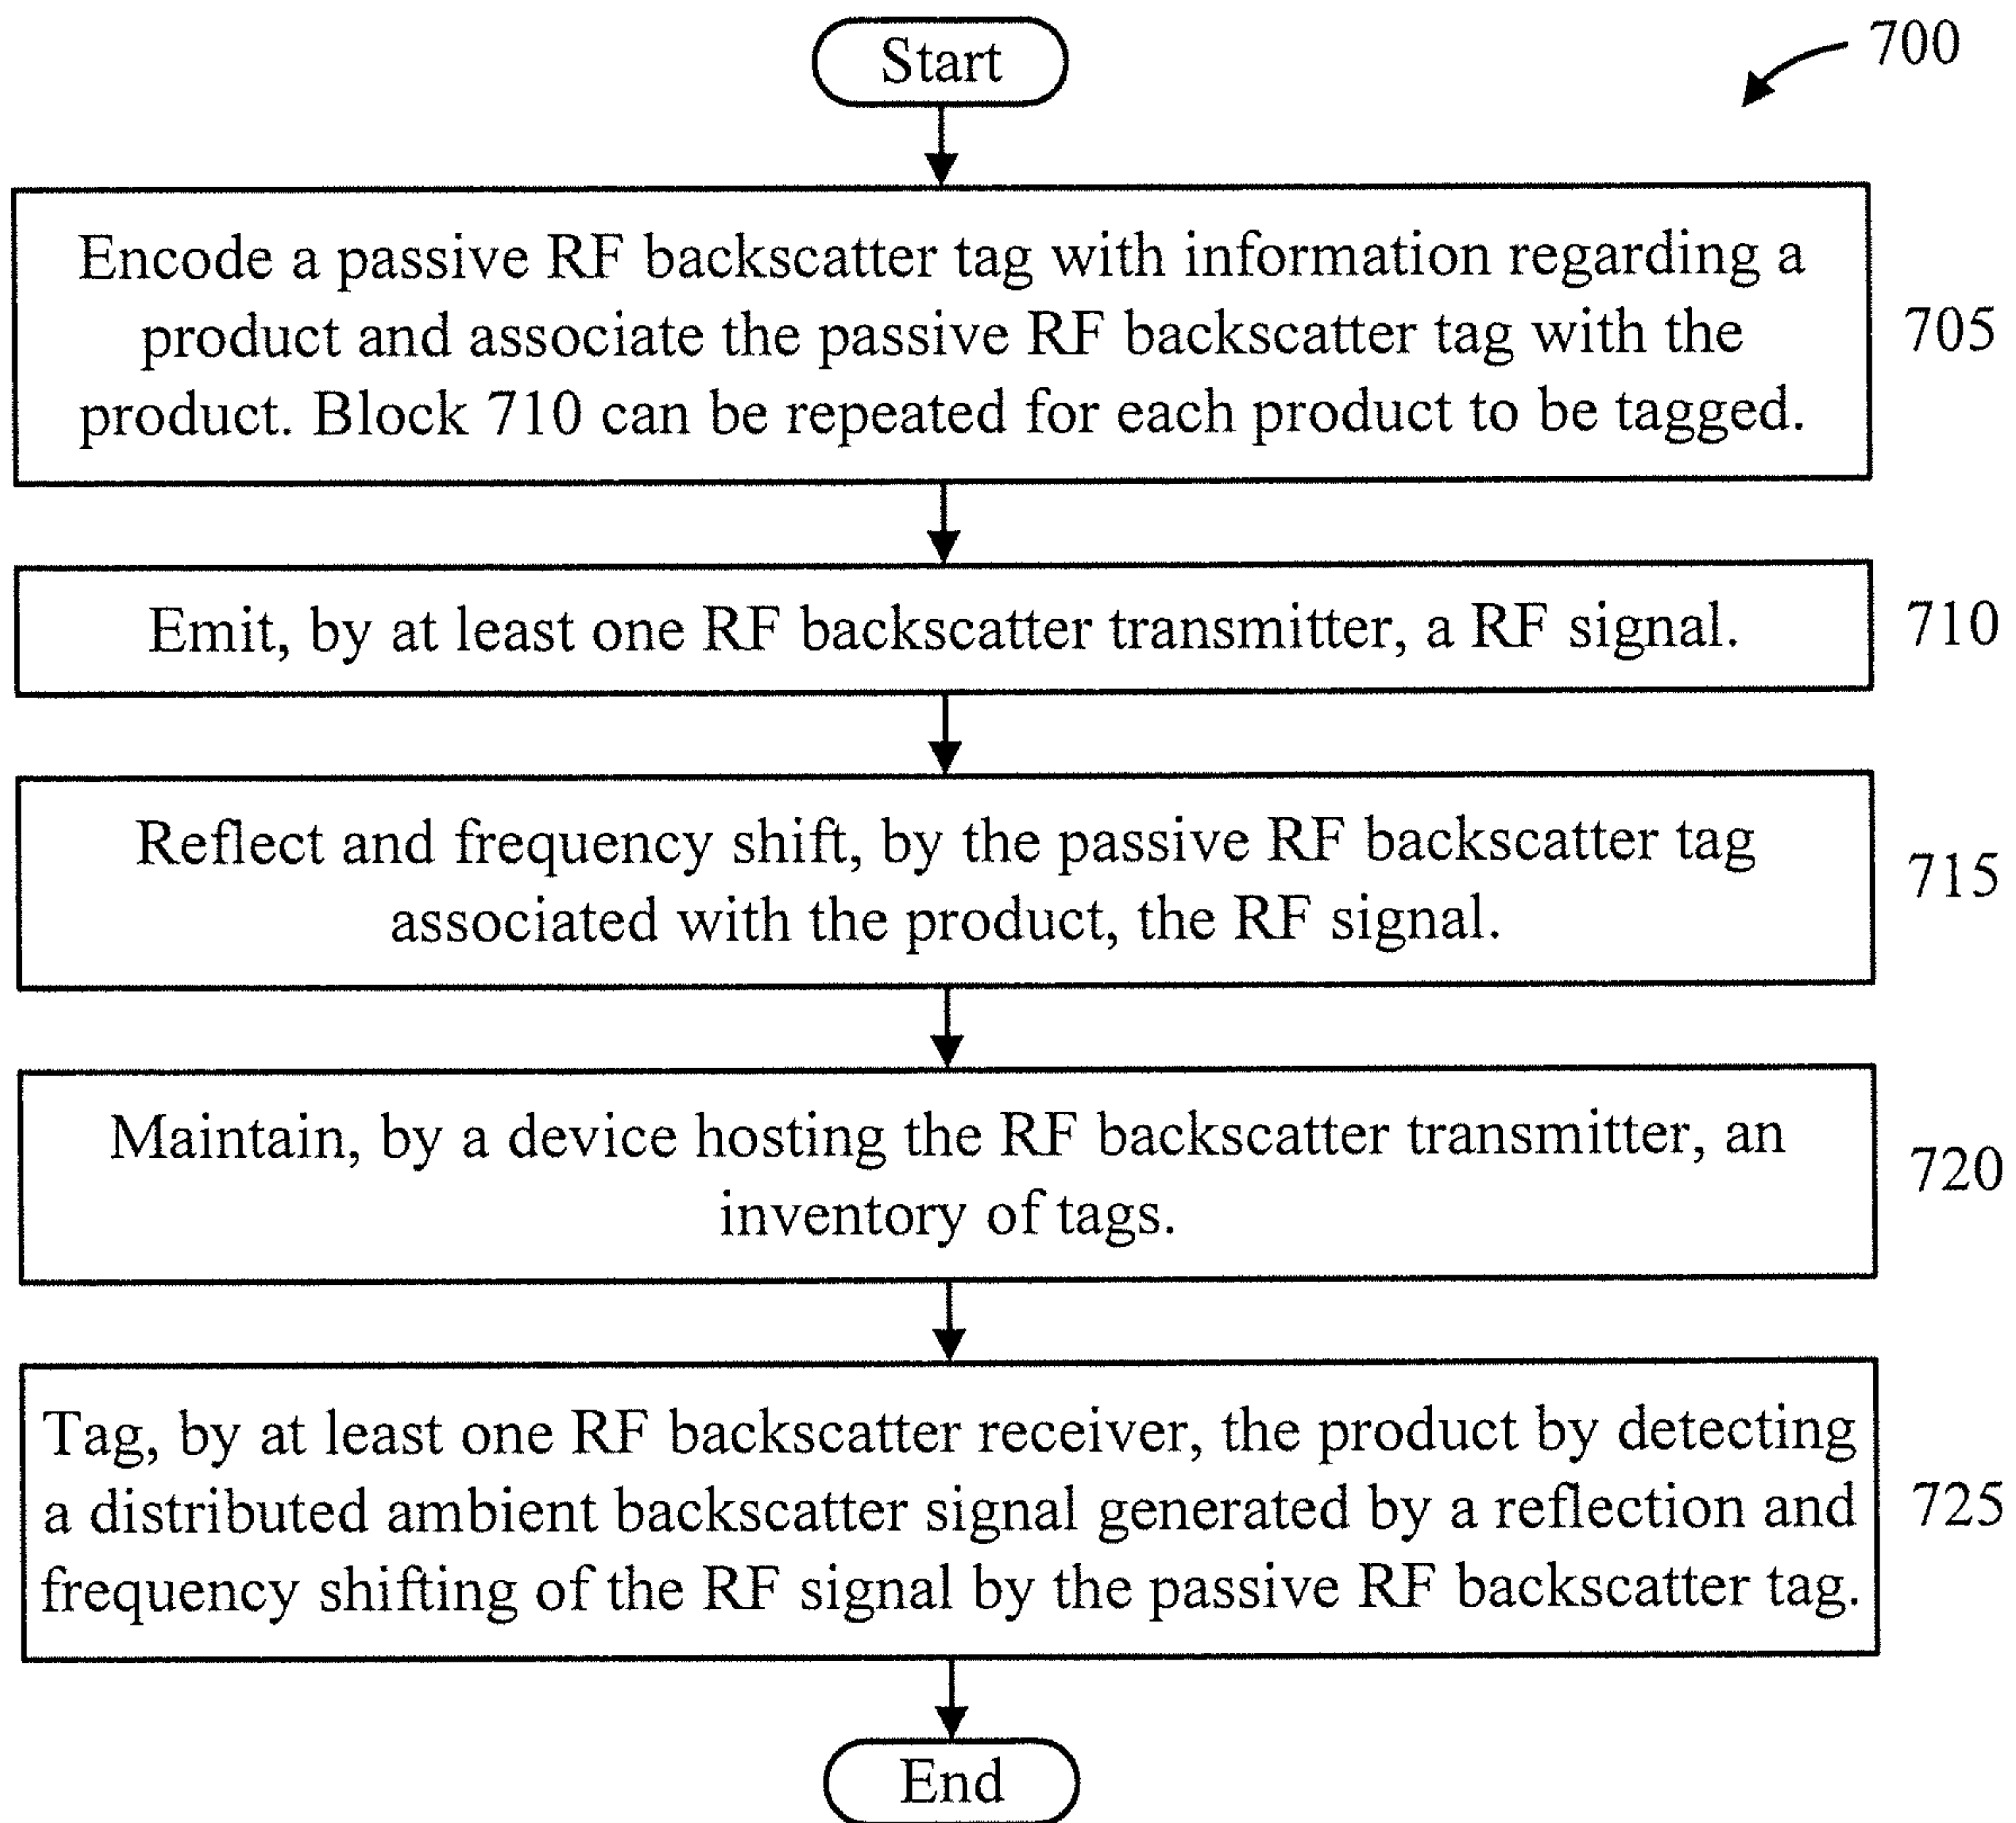 Start
700
Encode a passive RF backscatter tag with information regarding a
product and associate the passive RF backscatter tag with the
product. Block 710 can be repeated for each product to be tagged.
705
Emit, by at least one RF backscatter transmitter, a RF signal.
710
Reflect and frequency shift, by the passive RF backscatter tag
associated with the product, the RF signal.
715
Maintain, by a device hosting the RF backscatter transmitter, an
inventory of tags.
720
Tag, by at least one RF backscatter receiver, the product by detecting
a distributed ambient backscatter signal generated by a reflection and
frequency shifting of the RF signal by the passive RF backscatter tag.
725
End